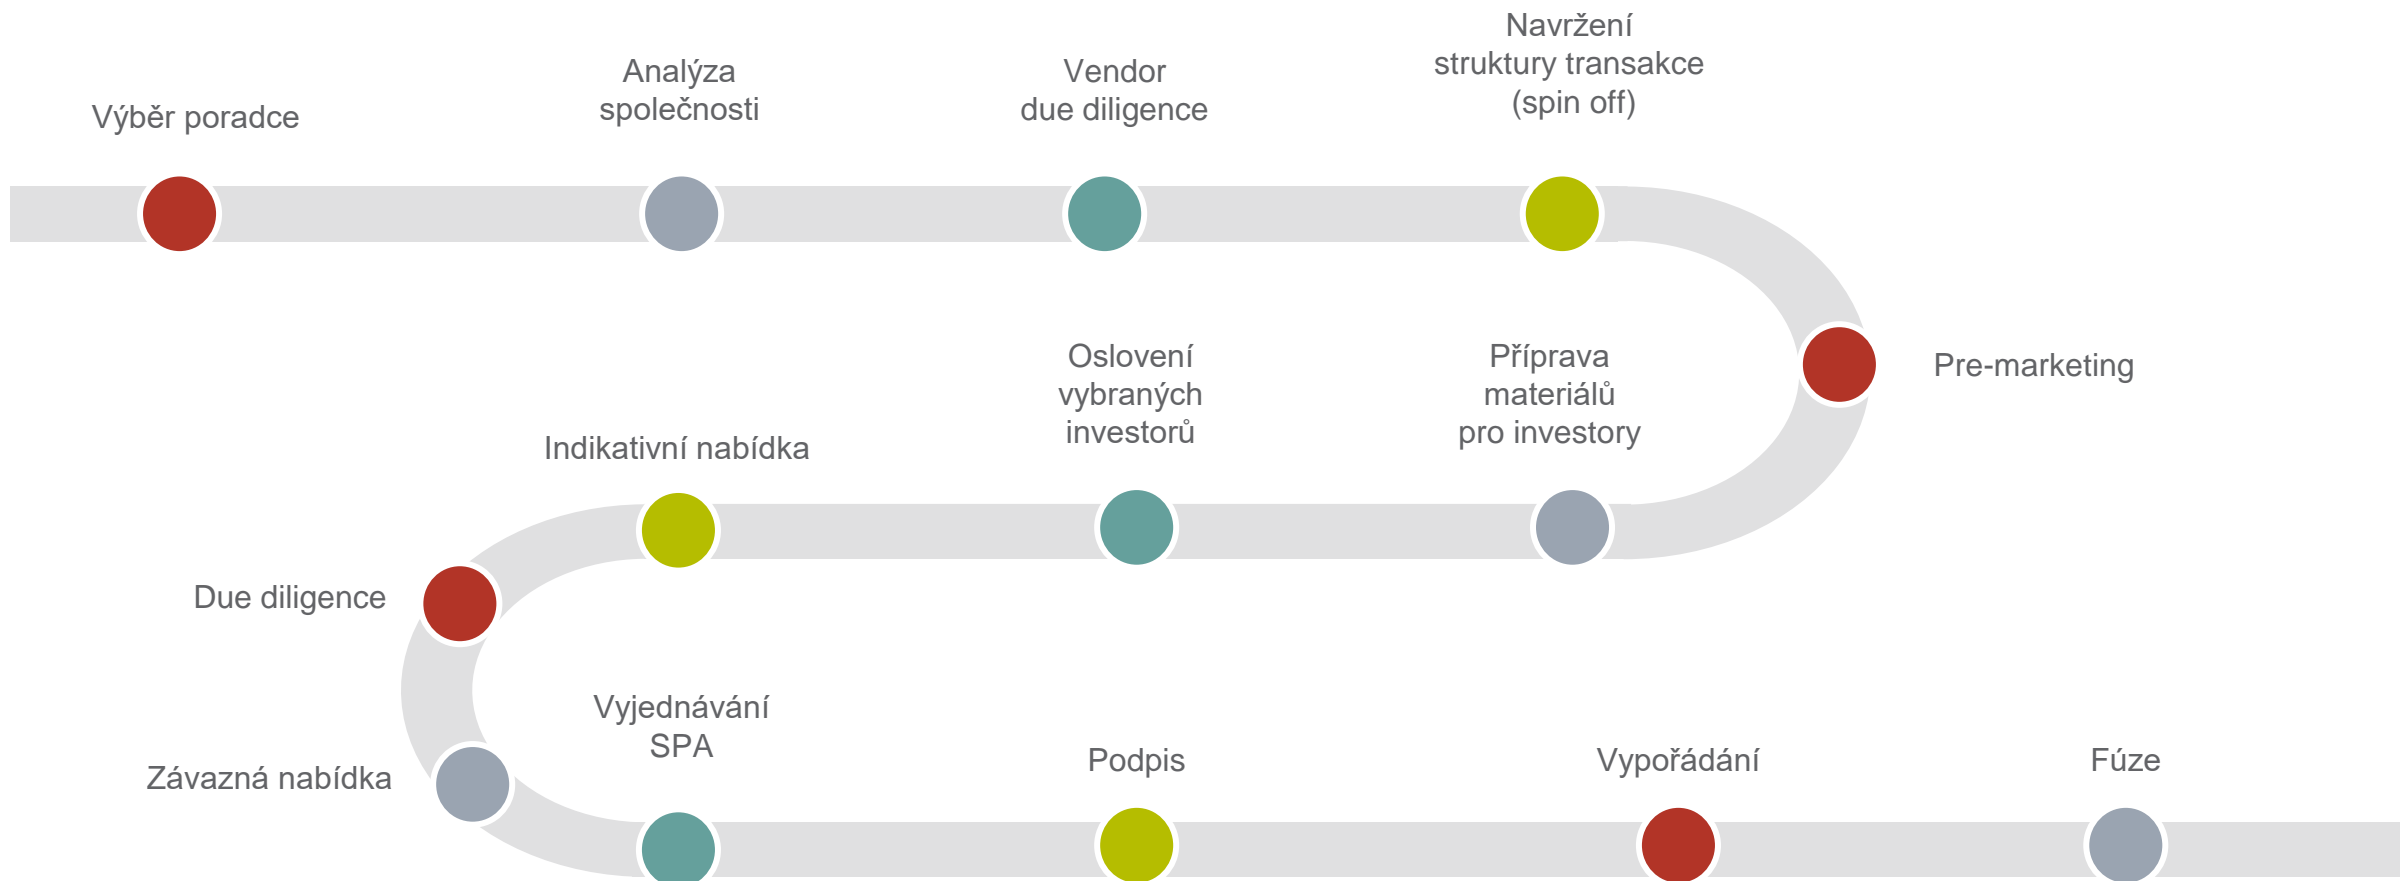 Výběr poradce
Analýza
společnosti
Vendor
due diligence
Navržení
struktury transakce
(spin off)
Pre-marketing
Příprava
materiálů
pro investory
Oslovení
vybraných
investorů
Indikativní nabídka
Due diligence
Závazná nabídka
Vyjednávání
SPA
Podpis
Vypořádání
Fúze